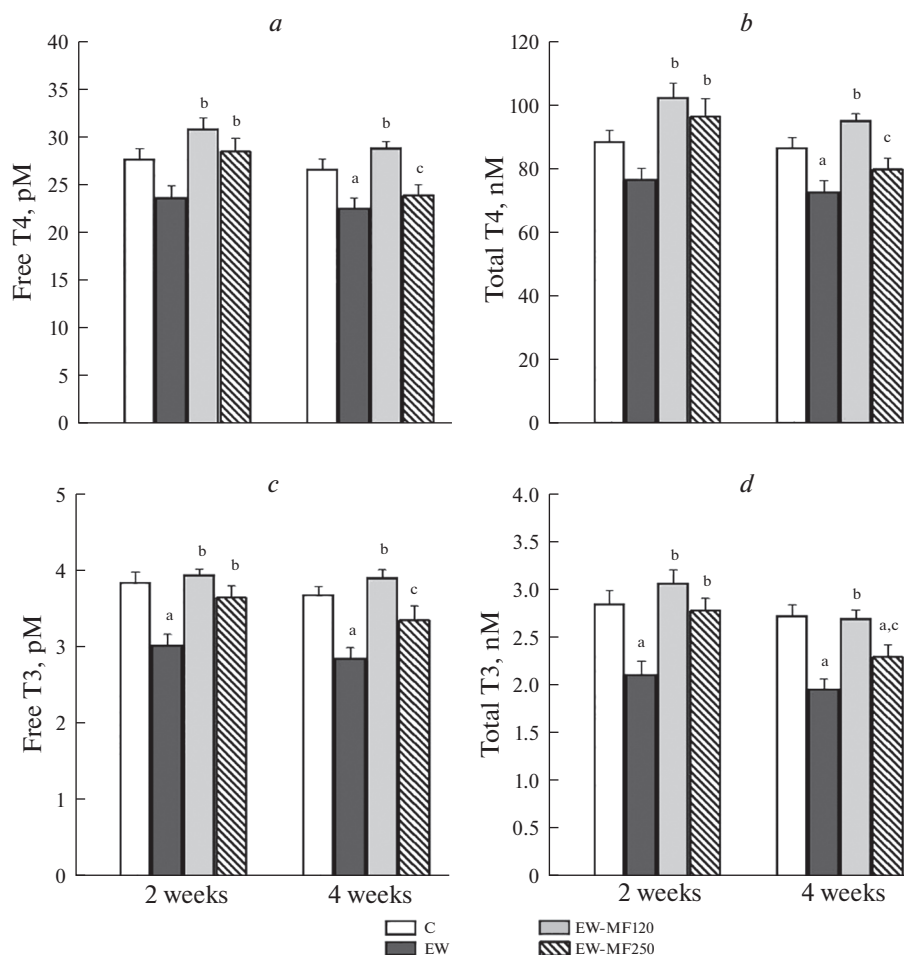 a
Free T4, pM
40
35
30
25
20
15
10
5
0
b b
b
a c
b
Total T4, nM
120
100
80
60
40
20
0
b b
b
a c
c
Free T3, pM
5
4
3
2
1
0
a b b
a b c
2 weeks 4 weeks
d
Total T3, nM
4.0
3.5
3.0
2.5
2.0
1.5
1.0
0.5
0
a b b
a b a,c
2 weeks 4 weeks
C EW-MF120
EW EW-MF250